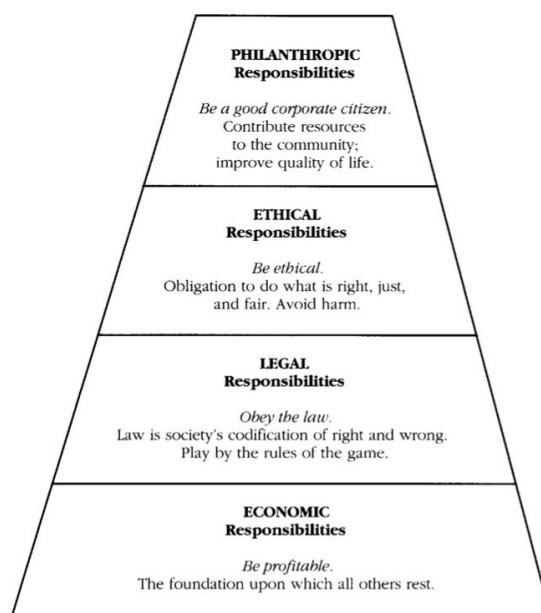 PHILANTHROPIC
Responsibilities
Be a good corporate citizen.
Contribute resources
to the community;
improve quality of life.
ETHICAL
Responsibilities
Be ethical.
Obligation to do what is right, just,
and fair. Avoid harm.
LEGAL
Responsibilities
Obey the law.
Law is society's codification of right and wrong.
Play by the rules of the game.
ECONOMIC
Responsibilities
Be profitable.
The foundation upon which all others rest.